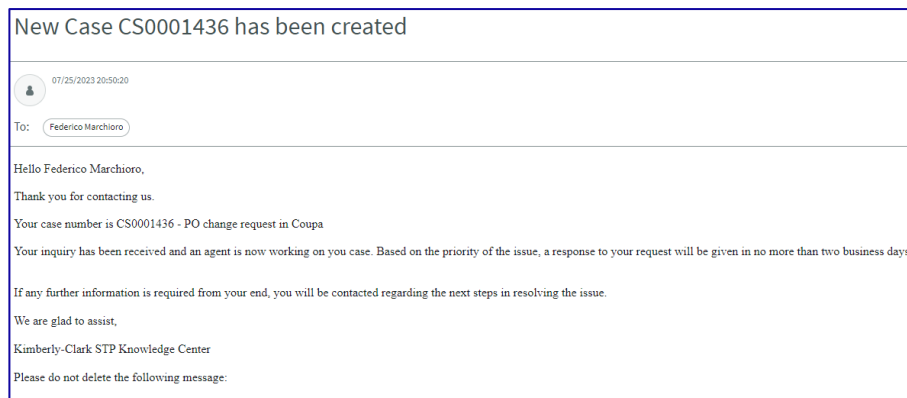 New Case CS0001436 has been created
07/25/2023 20:50:20
To: Federico Marchioro
Hello Federico Marchioro,
Thank you for contacting us.
Your case number is CS0001436 - PO change request in Coupa
Your inquiry has been received and an agent is now working on you case. Based on the priority of the issue, a response to your request will be given in no more than two business days
If any further information is required from your end, you will be contacted regarding the next steps in resolving the issue.
We are glad to assist,
Kimberly-Clark STP Knowledge Center
Please do not delete the following message: